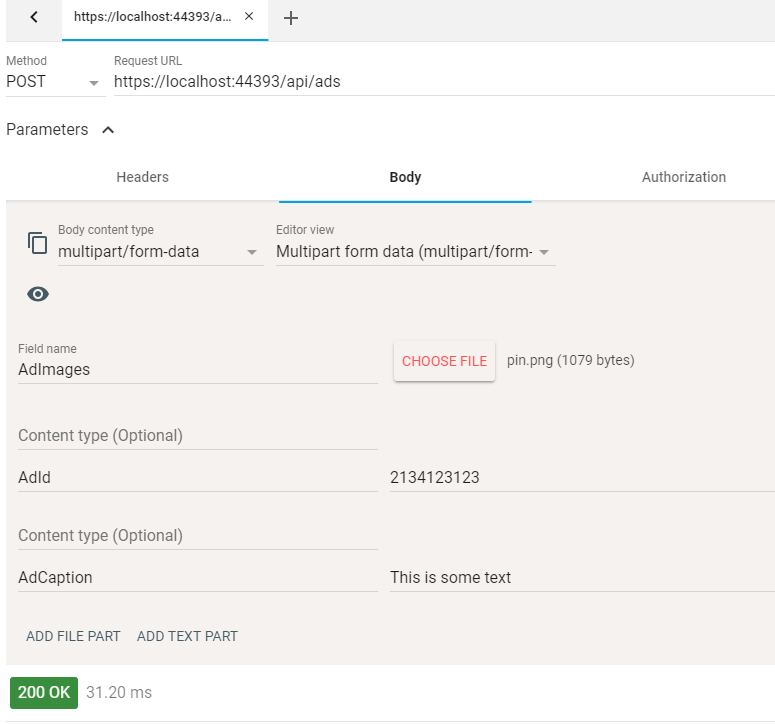 https://localhost:44393/a...
Method
Request URL
POST
https://localhost:44393/api/ads
Parameters
Headers
Body
Authorization
Body content type
Editor view
multipart/form-data
Multipart form data (multipart/form-
Field name
AdImages
CHOOSE FILE
pin.png (1079 bytes)
Content type (Optional)
AdId
2134123123
Content type (Optional)
AdCaption
This is some text
ADD FILE PART
ADD TEXT PART
200 OK
31.20 ms